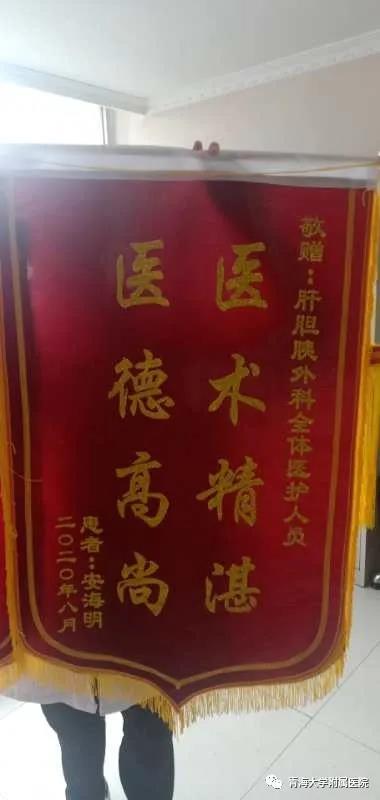 敬赠：肝胆胰外科全体医护人员
医术精湛
医德高尚
患者：安海明
二〇二〇年八月
青海大学附属医院